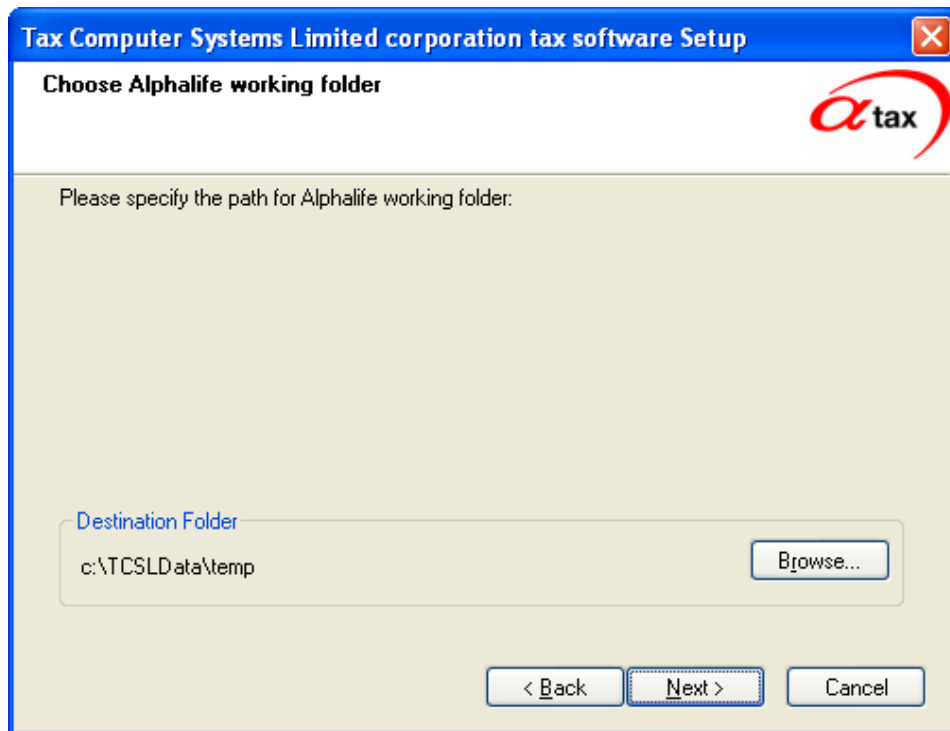 Tax Computer Systems Limited corporation tax software Setup
Choose Alphalife working folder
α tax
Please specify the path for Alphalife working folder:
Destination Folder
c:\TCSLData\temp
Browse...
< Back
Next >
Cancel